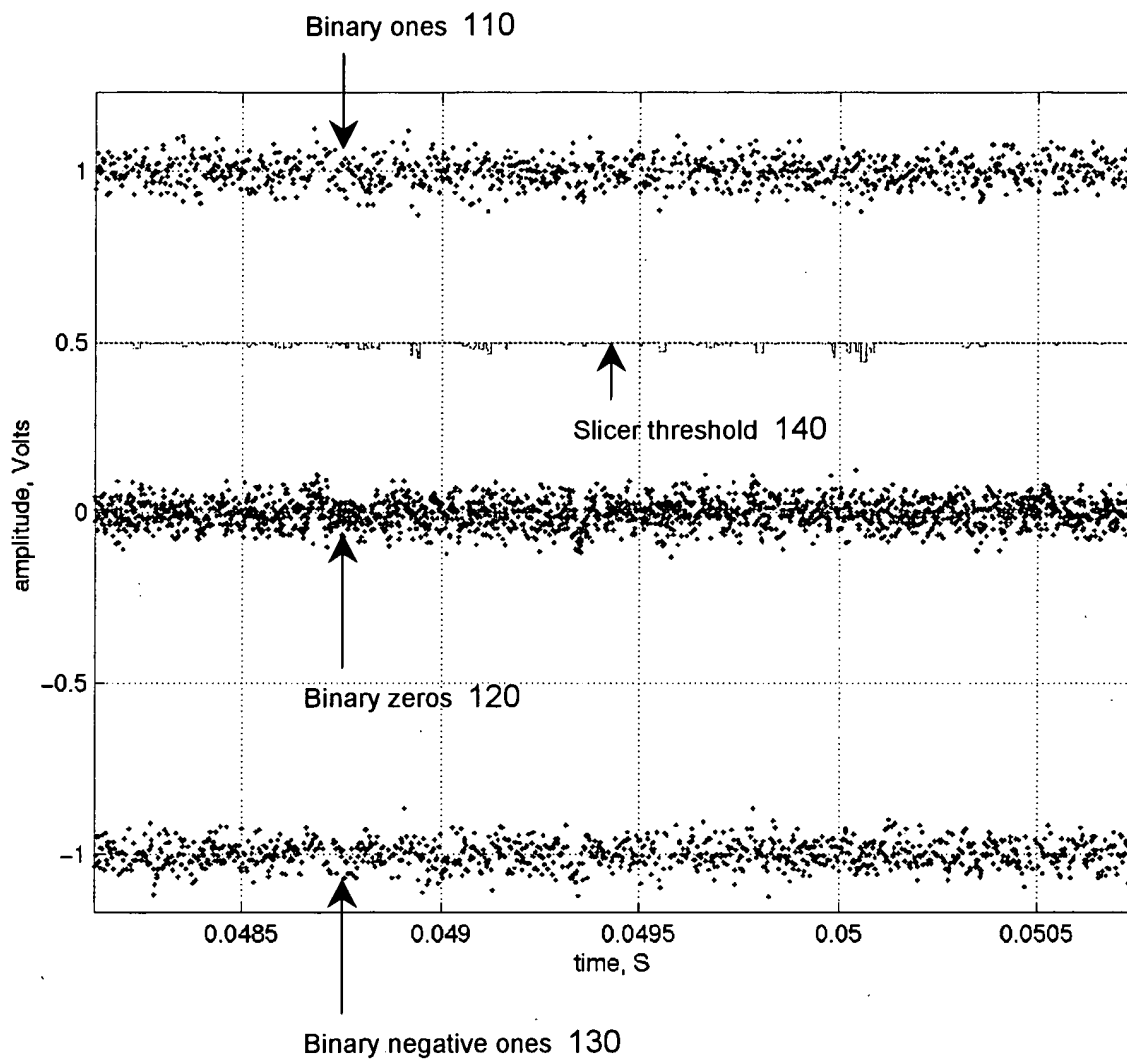 Binary ones 110
1
0.5
Slicer threshold 140
amplitude, Volts
0
−0.5
Binary zeros 120
−1
0.0485 0.049 0.0495 0.05 0.0505
time, S
Binary negative ones 130